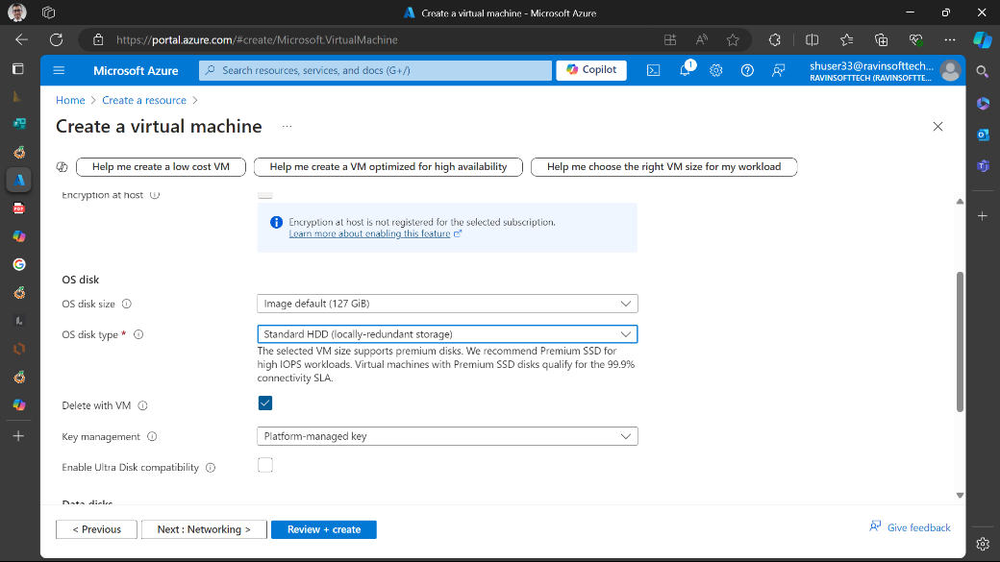 Create a virtual machine - Microsoft Azure
https://portal.azure.com/#create/Microsoft.VirtualMachine
Microsoft Azure
Search resources, services, and docs (G+/)
Copilot
1
shuser33@ravinsofttech...
RAVINSOFTTECH (RAVINSOFTTE...
Home > Create a resource >
Create a virtual machine ...
Help me create a low cost VM
Help me create a VM optimized for high availability
Help me choose the right VM size for my workload
Encryption at host
Encryption at host is not registered for the selected subscription.
Learn more about enabling this feature
OS disk
OS disk size
Image default (127 GiB)
OS disk type *
Standard HDD (locally-redundant storage)
The selected VM size supports premium disks. We recommend Premium SSD for
high IOPS workloads. Virtual machines with Premium SSD disks qualify for the 99.9%
connectivity SLA.
Delete with VM
Key management
Platform-managed key
Enable Ultra Disk compatibility
Data disks
< Previous
Next : Networking >
Review + create
Give feedback